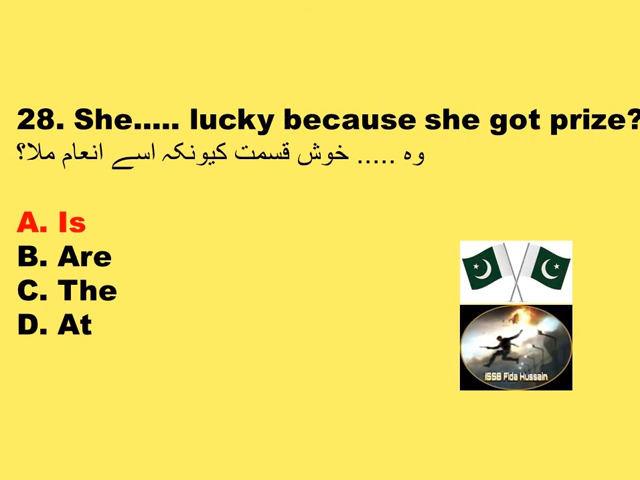 28. She..... lucky because she got prize?
وہ ..... خوش قسمت کیونکہ اسے انعام ملا؟
A. Is
B. Are
C. The
D. At
ISSB Fida Hussain